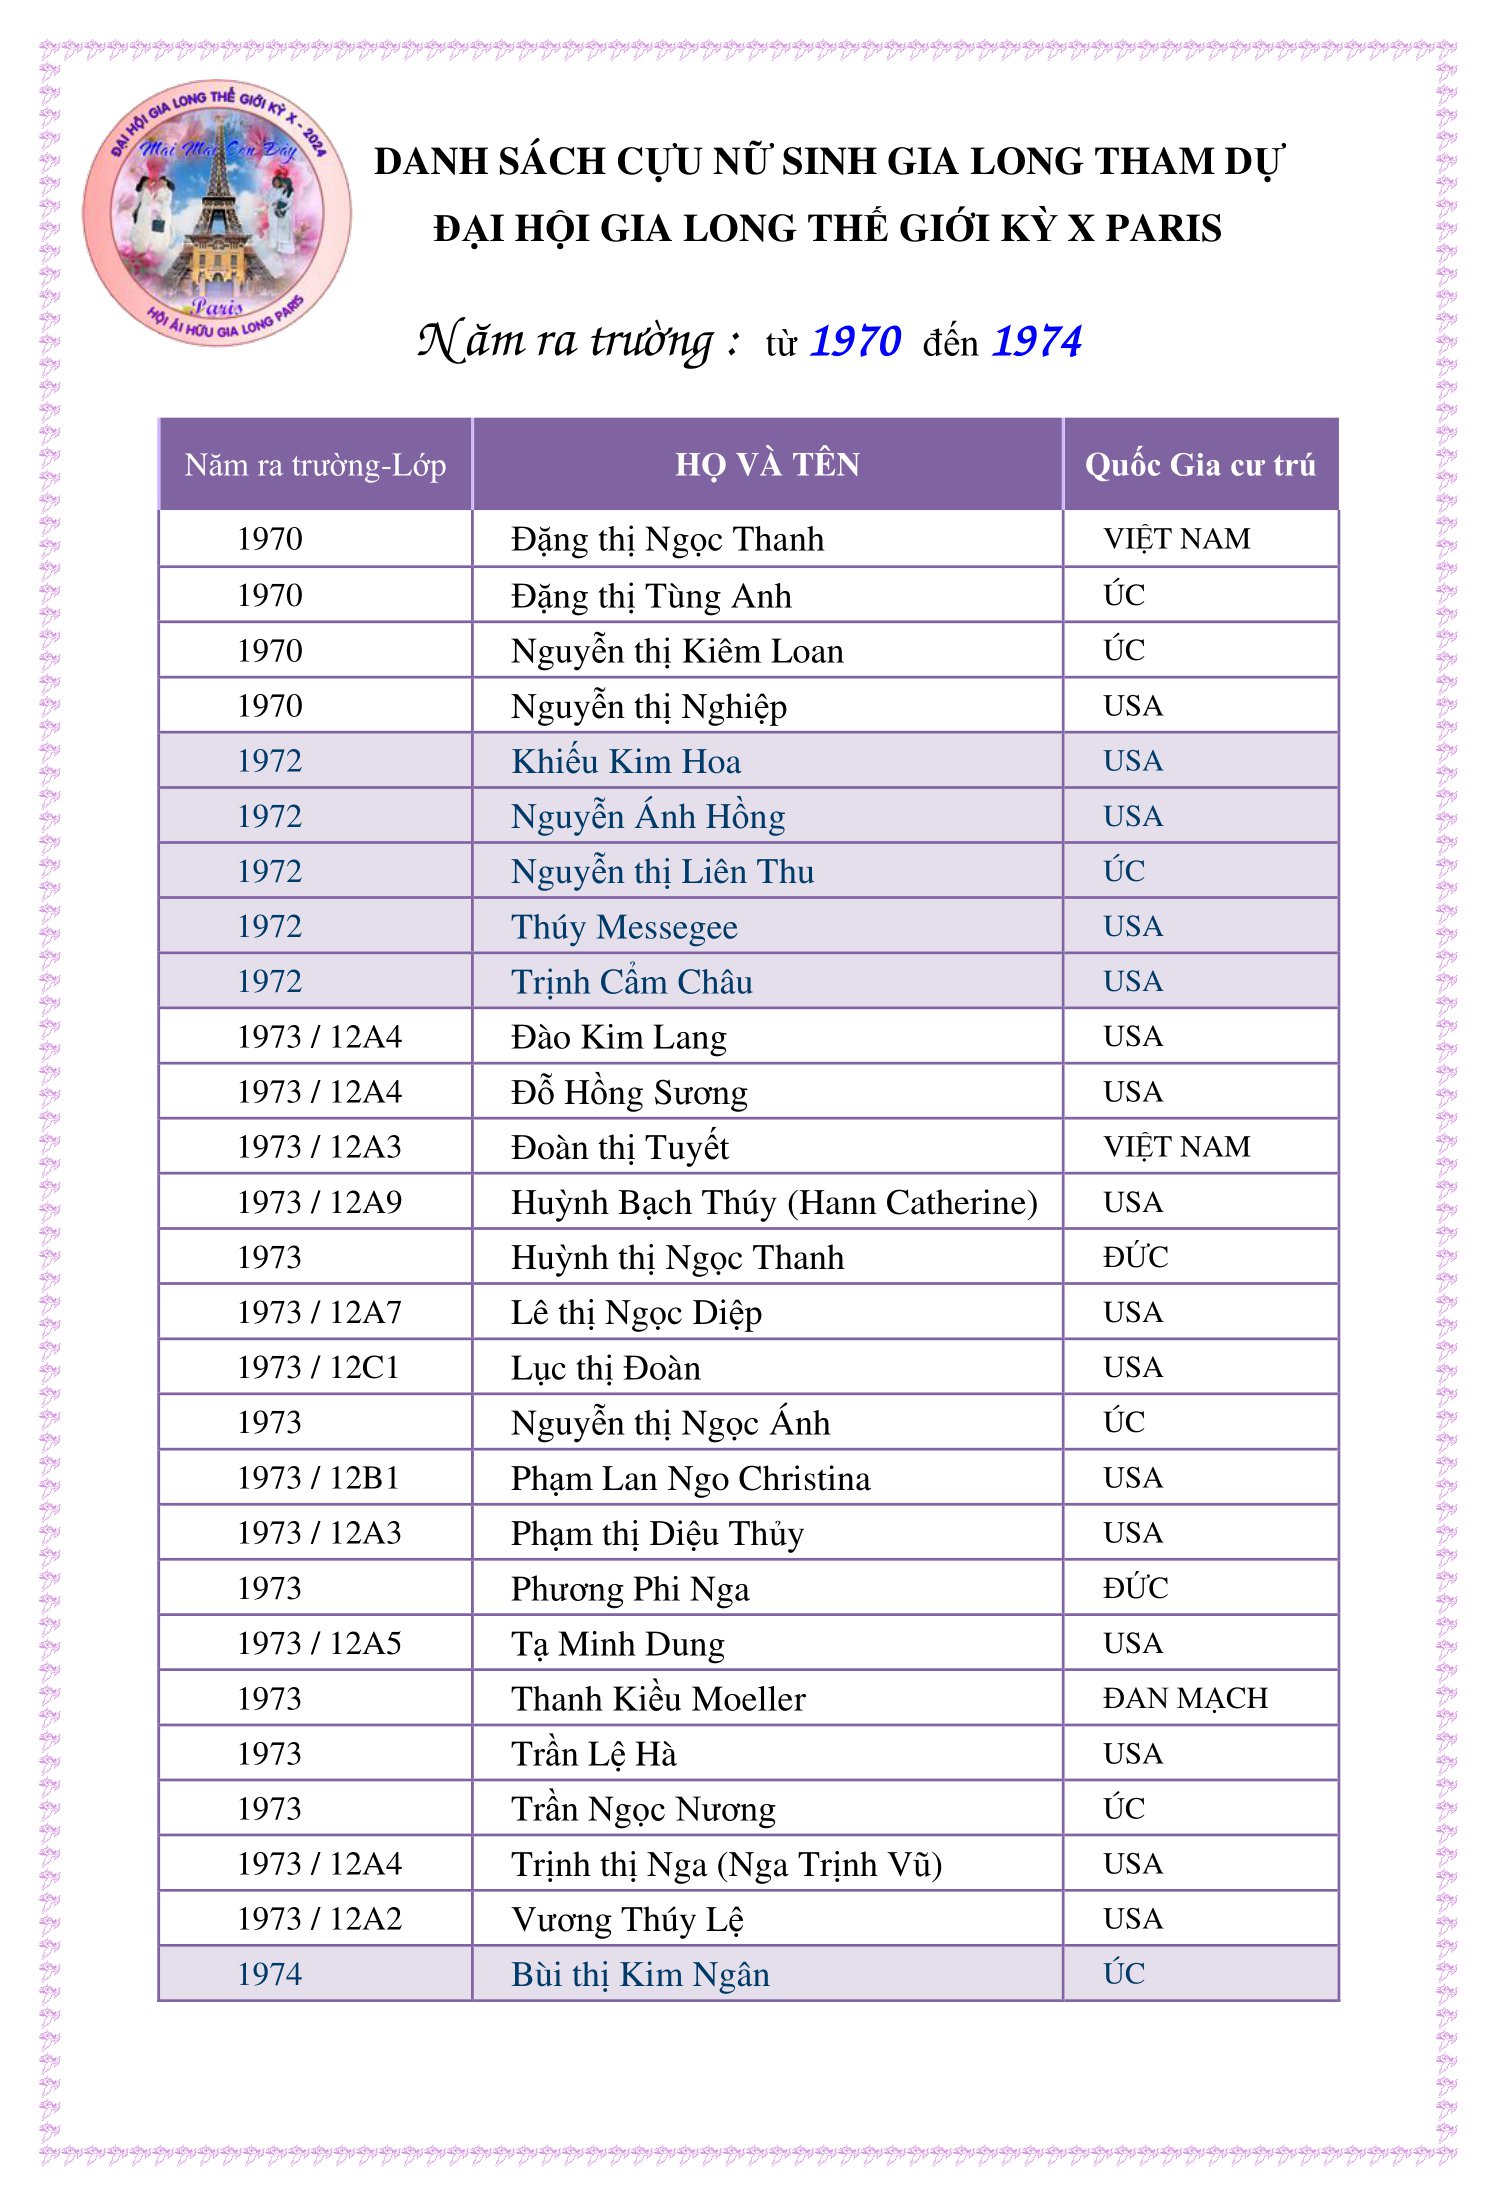 ĐẠI HỘI GIA LONG THẾ GIỚI KỲ X - 2024
Mãi Mãi Còn Đây
Paris
HỘI ÁI HỮU GIA LONG PARIS
DANH SÁCH CỰU NỮ SINH GIA LONG THAM DỰ
ĐẠI HỘI GIA LONG THẾ GIỚI KỲ X PARIS
Năm ra trường : từ 1970 đến 1974
Năm ra trường-Lớp HỌ VÀ TÊN Quốc Gia cư trú
1970 Đặng thị Ngọc Thanh VIỆT NAM
1970 Đặng thị Tùng Anh ÚC
1970 Nguyễn thị Kiêm Loan ÚC
1970 Nguyễn thị Nghiệp USA
1972 Khiếu Kim Hoa USA
1972 Nguyễn Ánh Hồng USA
1972 Nguyễn thị Liên Thu ÚC
1972 Thúy Messegee USA
1972 Trịnh Cẩm Châu USA
1973 / 12A4 Đào Kim Lang USA
1973 / 12A4 Đỗ Hồng Sương USA
1973 / 12A3 Đoàn thị Tuyết VIỆT NAM
1973 / 12A9 Huỳnh Bạch Thúy (Hann Catherine) USA
1973 Huỳnh thị Ngọc Thanh ĐỨC
1973 / 12A7 Lê thị Ngọc Diệp USA
1973 / 12C1 Lục thị Đoàn USA
1973 Nguyễn thị Ngọc Ánh ÚC
1973 / 12B1 Phạm Lan Ngo Christina USA
1973 / 12A3 Phạm thị Diệu Thủy USA
1973 Phương Phi Nga ĐỨC
1973 / 12A5 Tạ Minh Dung USA
1973 Thanh Kiều Moeller ĐAN MẠCH
1973 Trần Lệ Hà USA
1973 Trần Ngọc Nương ÚC
1973 / 12A4 Trịnh thị Nga (Nga Trịnh Vũ) USA
1973 / 12A2 Vương Thúy Lệ USA
1974 Bùi thị Kim Ngân ÚC